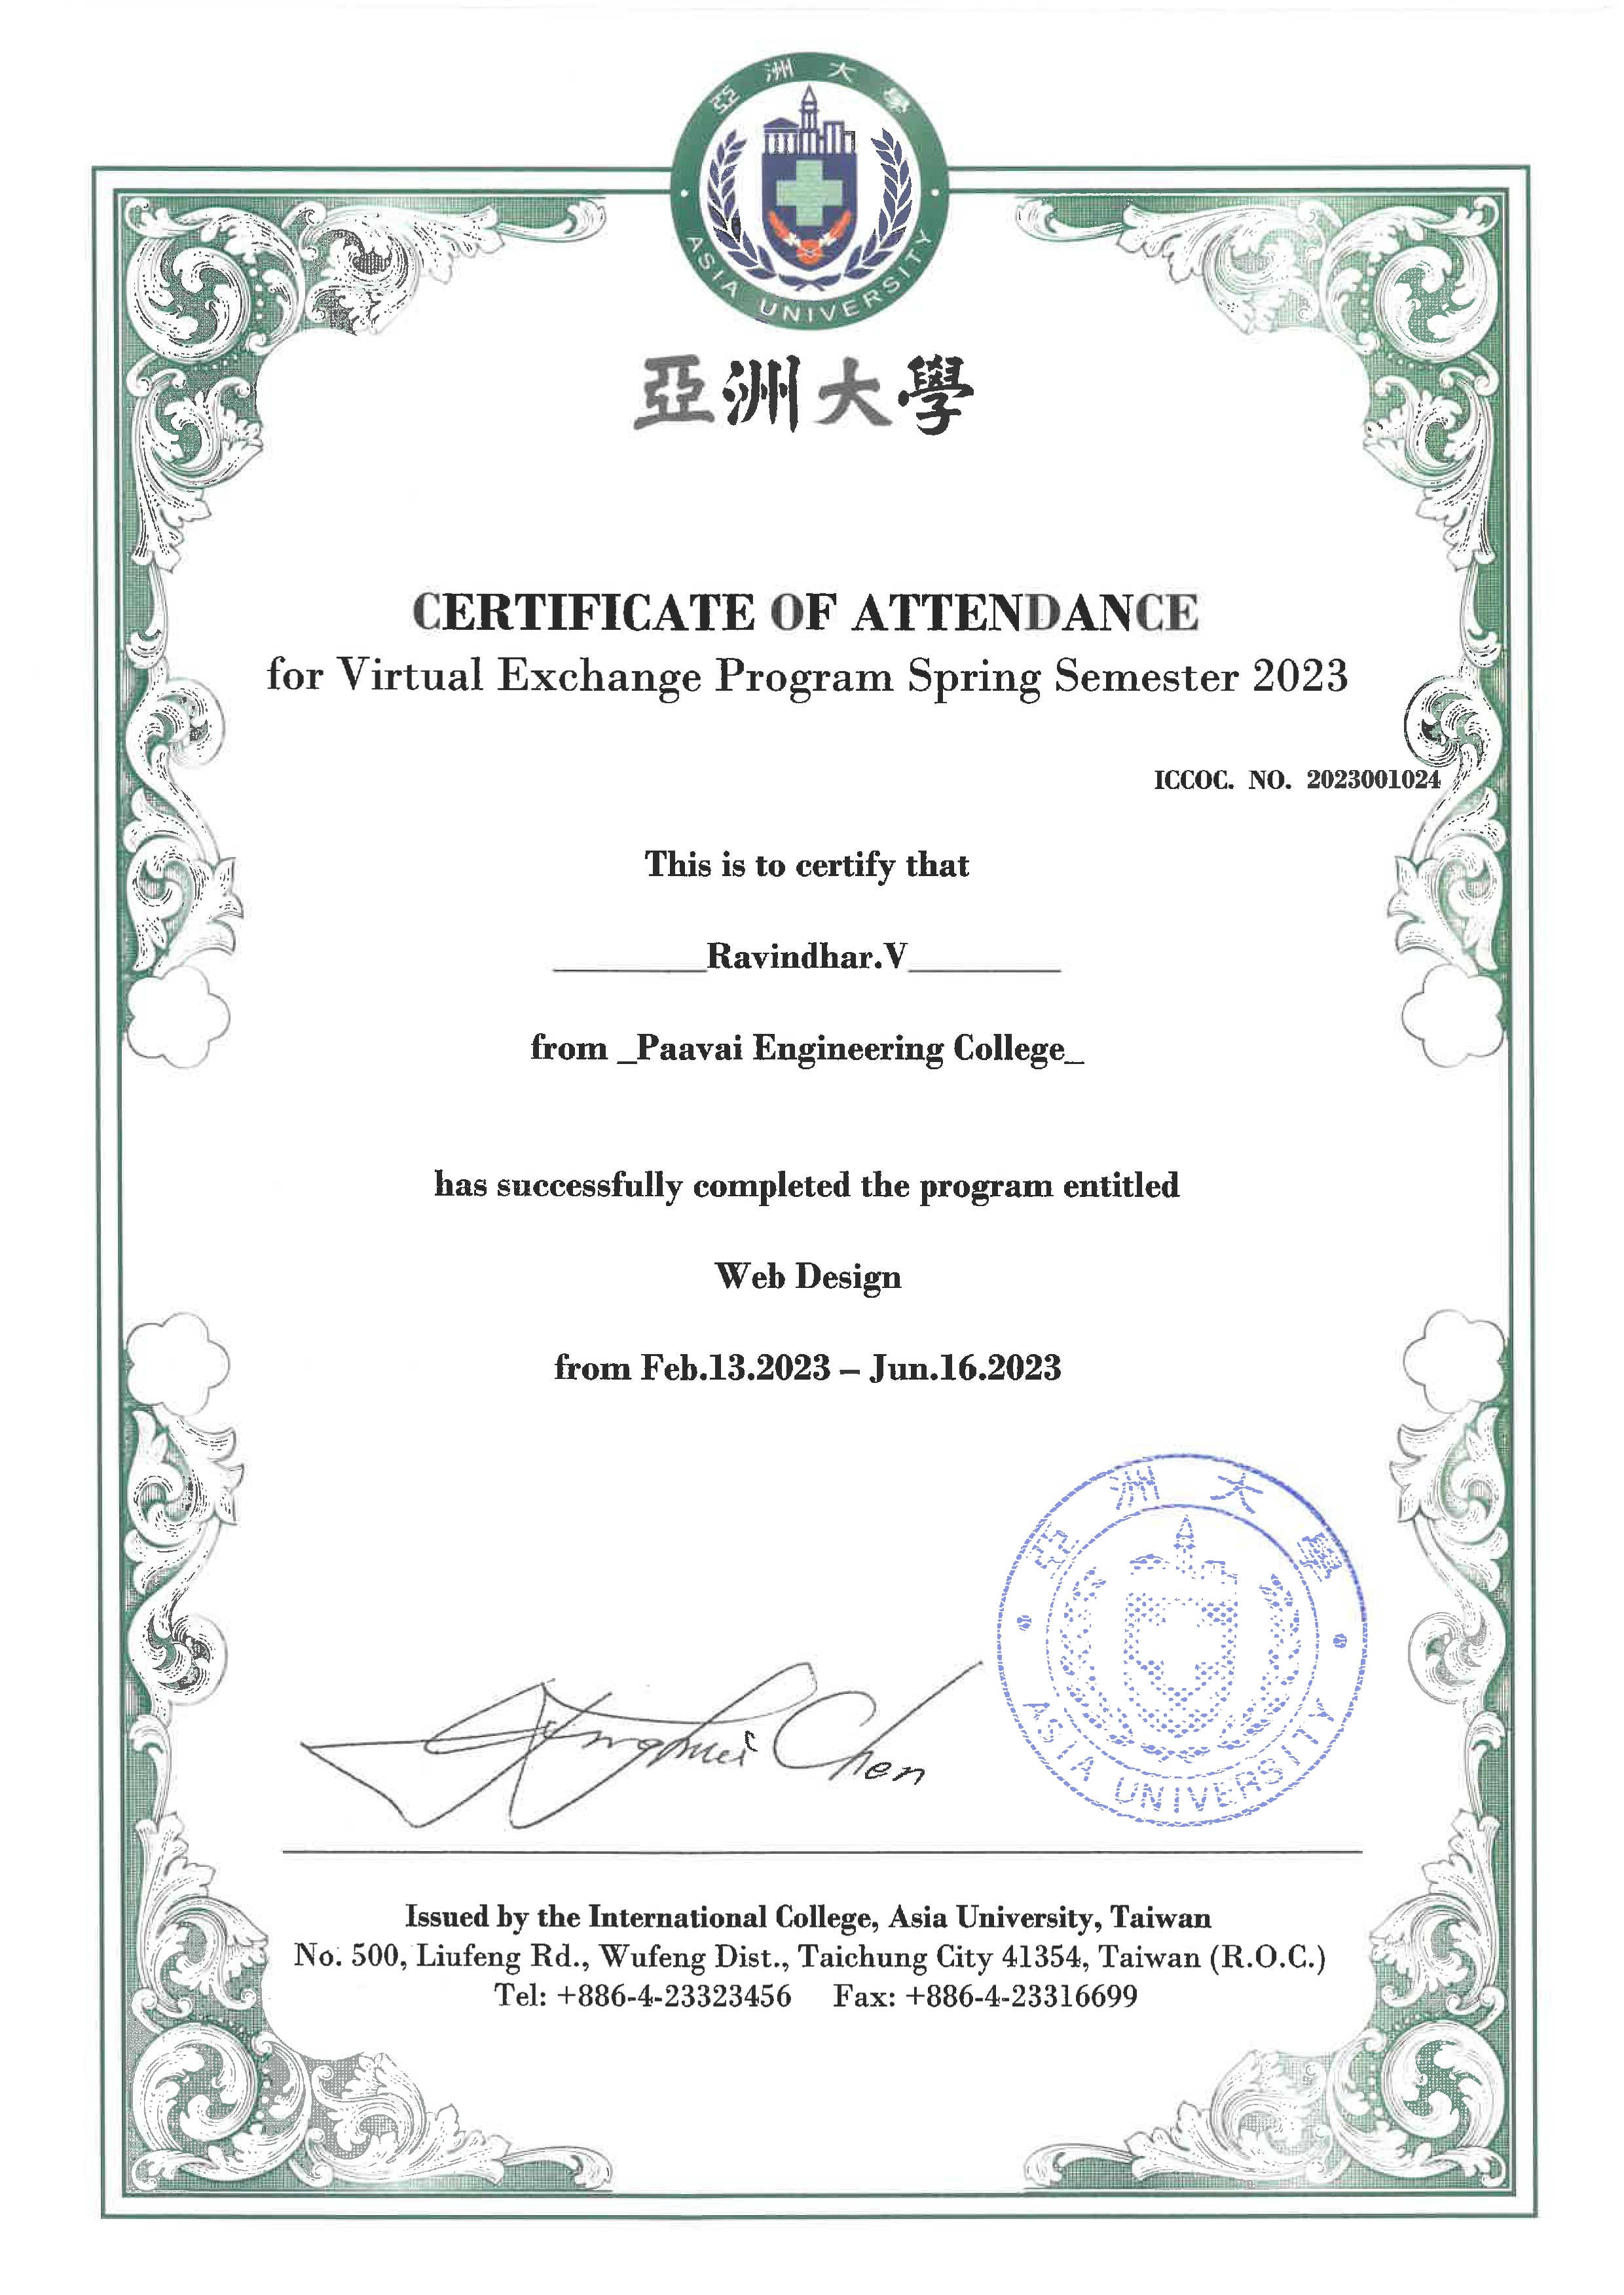 亞洲大學
ASIA UNIVERSITY
亞洲大學
CERTIFICATE OF ATTENDANCE
for Virtual Exchange Program Spring Semester 2023
ICCOC. NO. 2023001024
This is to certify that
Ravindhar.V
from _Paavai Engineering College_
has successfully completed the program entitled
Web Design
from Feb.13.2023 – Jun.16.2023
亞洲大學
ASIA UNIVERSITY
Chen
Issued by the International College, Asia University, Taiwan
No. 500, Liufeng Rd., Wufeng Dist., Taichung City 41354, Taiwan (R.O.C.)
Tel: +886-4-23323456 Fax: +886-4-23316699